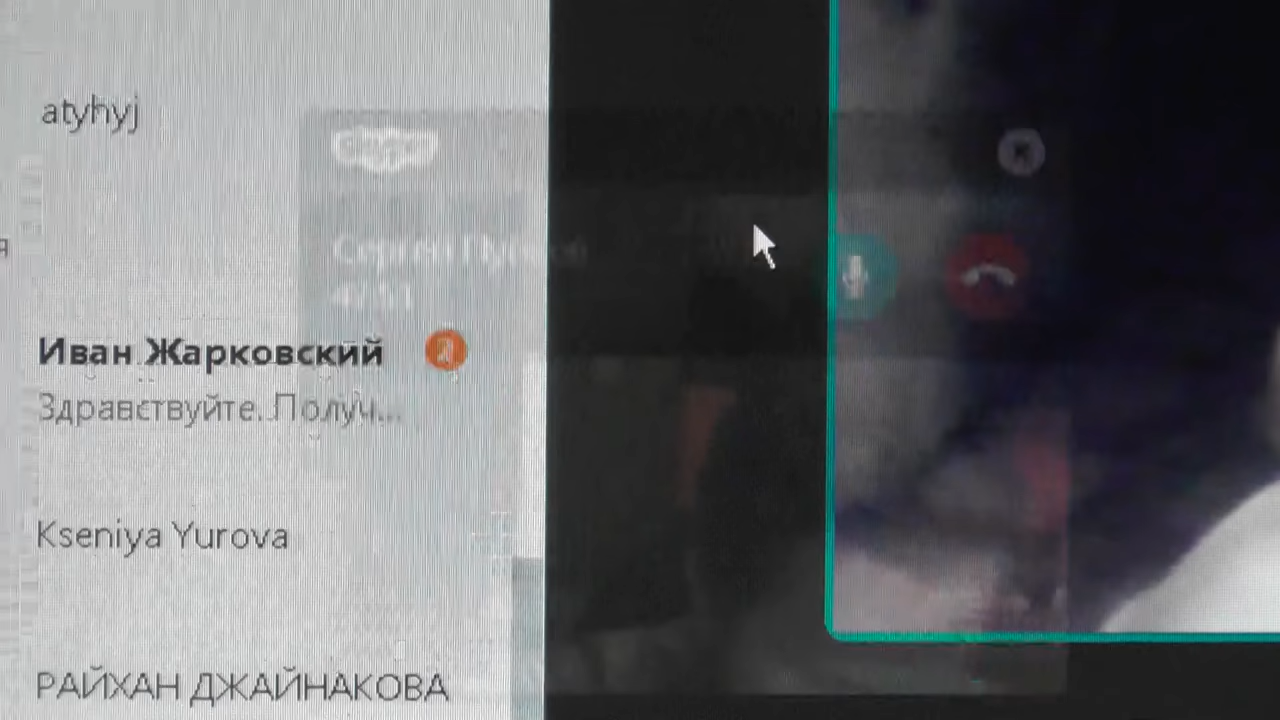 atyhyj
я
Иван Жарковский
Здравствуйте. Получ...
Kseniya Yurova
РАЙХАН ДЖАЙНАКОВА